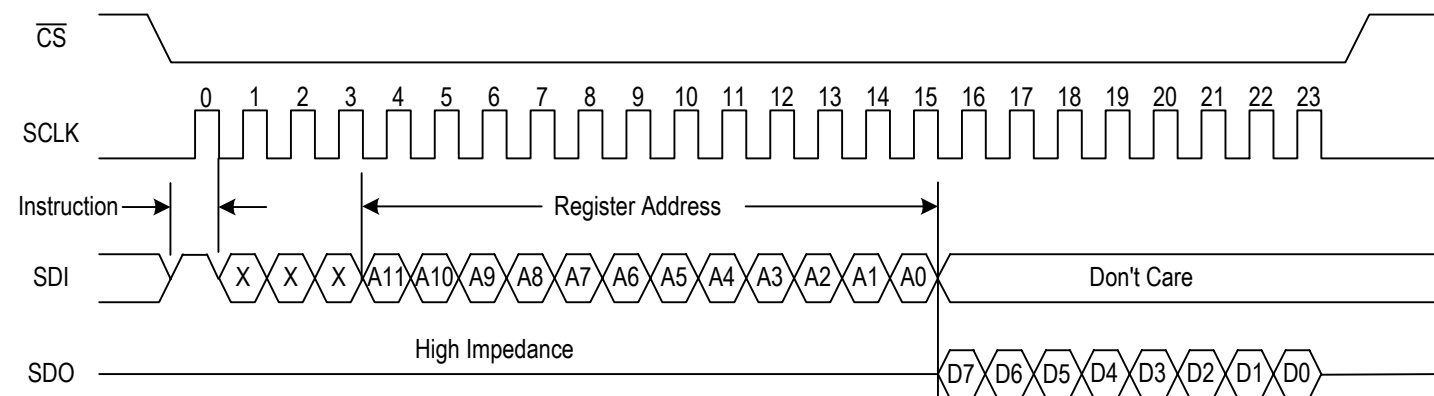 CS
0 1 2 3 4 5 6 7 8 9 10 11 12 13 14 15 16 17 18 19 20 21 22 23
SCLK
Instruction Register Address
SDI X X X A11 A10 A9 A8 A7 A6 A5 A4 A3 A2 A1 A0 Don't Care
High Impedance
SDO D7 D6 D5 D4 D3 D2 D1 D0